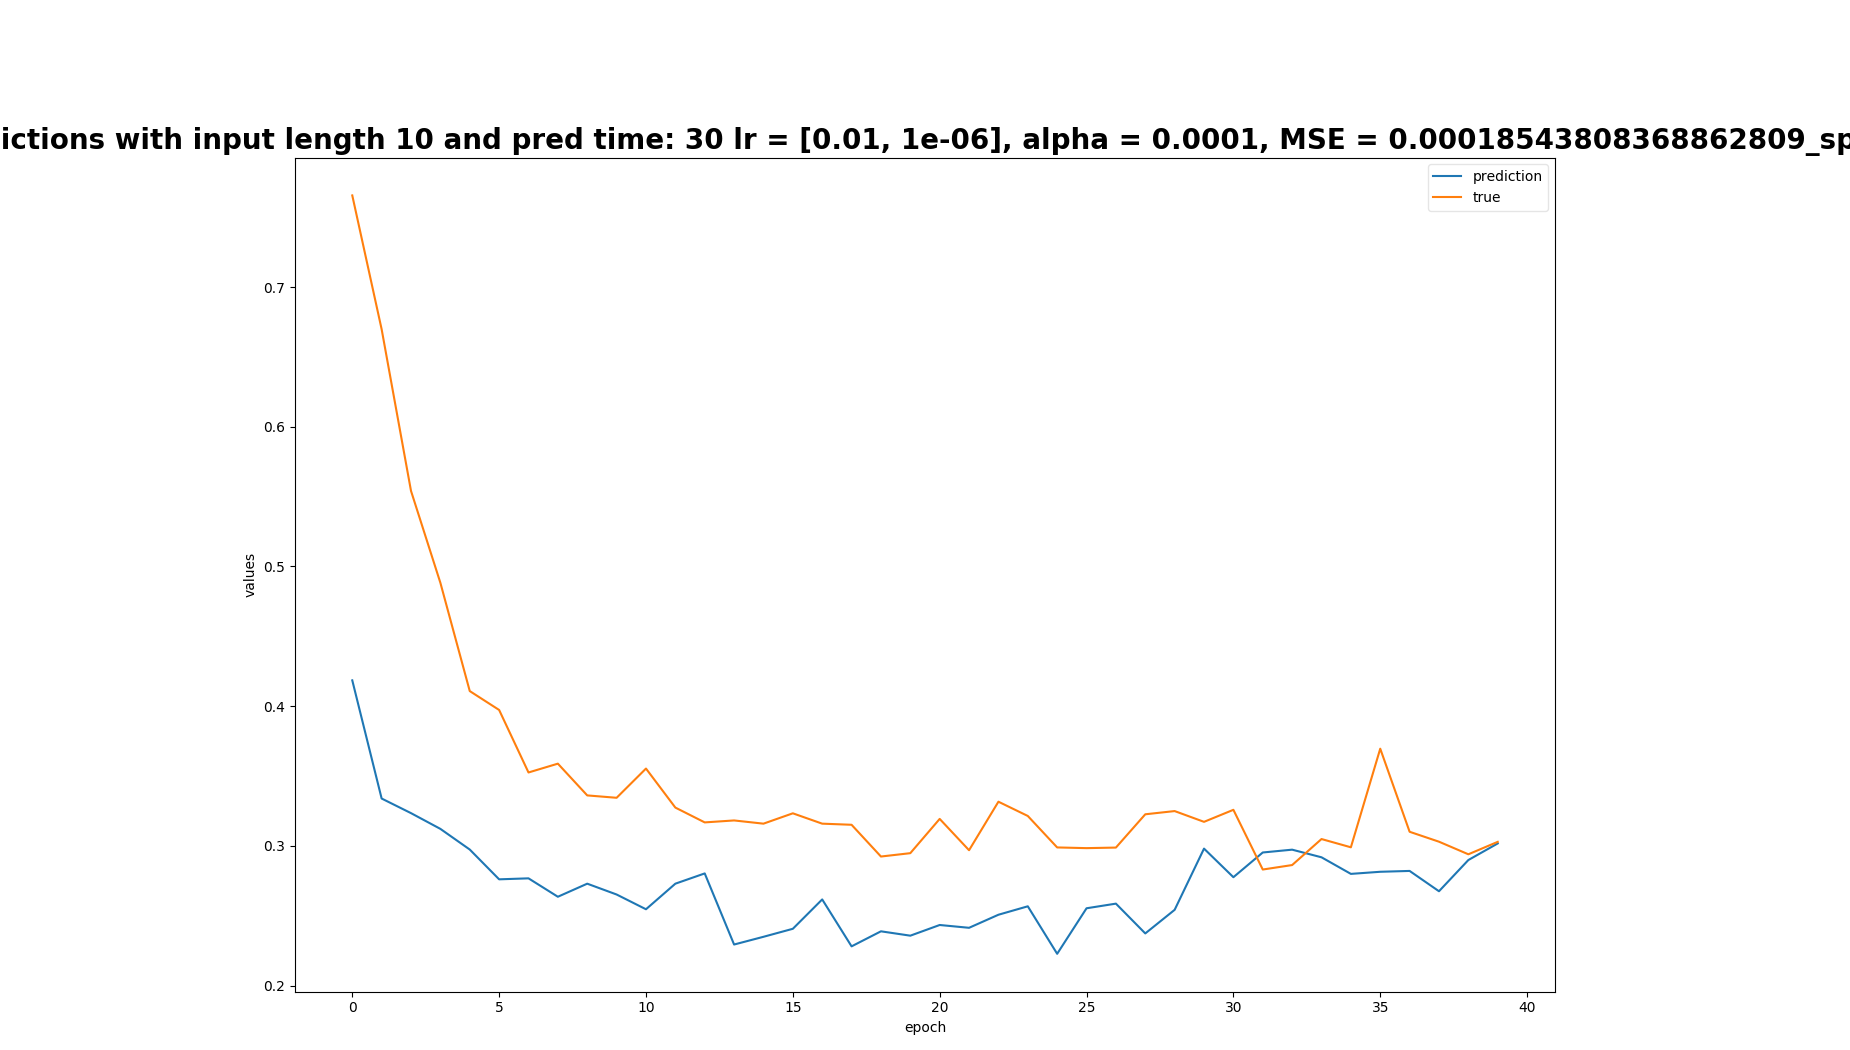 ictions with input length 10 and pred time: 30 lr = [0.01, 1e-06], alpha = 0.0001, MSE = 0.00018543808368862809_sp
prediction
true
0.7
0.6
0.5
0.4
0.3
0.2
values
0 5 10 15 20 25 30 35 40
epoch